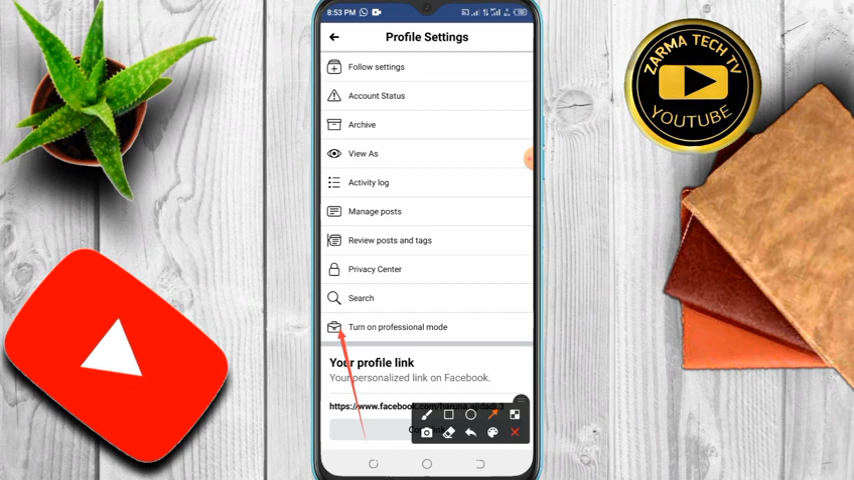 8:53 PM
Profile Settings
Follow settings
Account Status
Archive
View As
Activity log
Manage posts
Review posts and tags
Privacy Center
Search
Turn on professional mode
Your profile link
Your personalized link on Facebook.
https://www.facebook.com/haruna.
ZARMA TECH TV
YOUTUBE